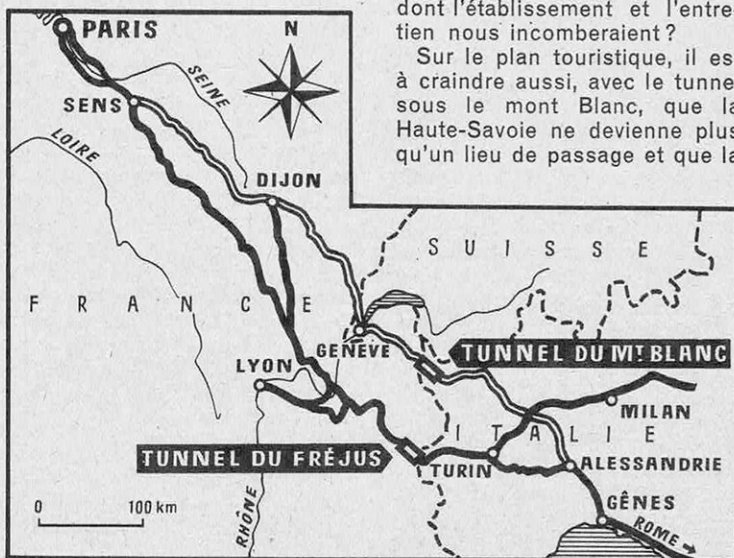 dont l'établissement et l'entre-
tien nous incomberaient ?
Sur le plan touristique, il es
à craindre aussi, avec le tunne
sous le mont Blanc, que la
Haute-Savoie ne devienne plus
qu'un lieu de passage et que la
PARIS
N
SENS
SEINE
LOIRE
DIJON
SUISSE
FRANCE
GENÈVE
TUNNEL DU MT BLANC
LYON
MILAN
ITALIE
TUNNEL DU FRÉJUS
TURIN
ALESSANDRIE
0 100 km
RHÔNE
GÊNES
ROME